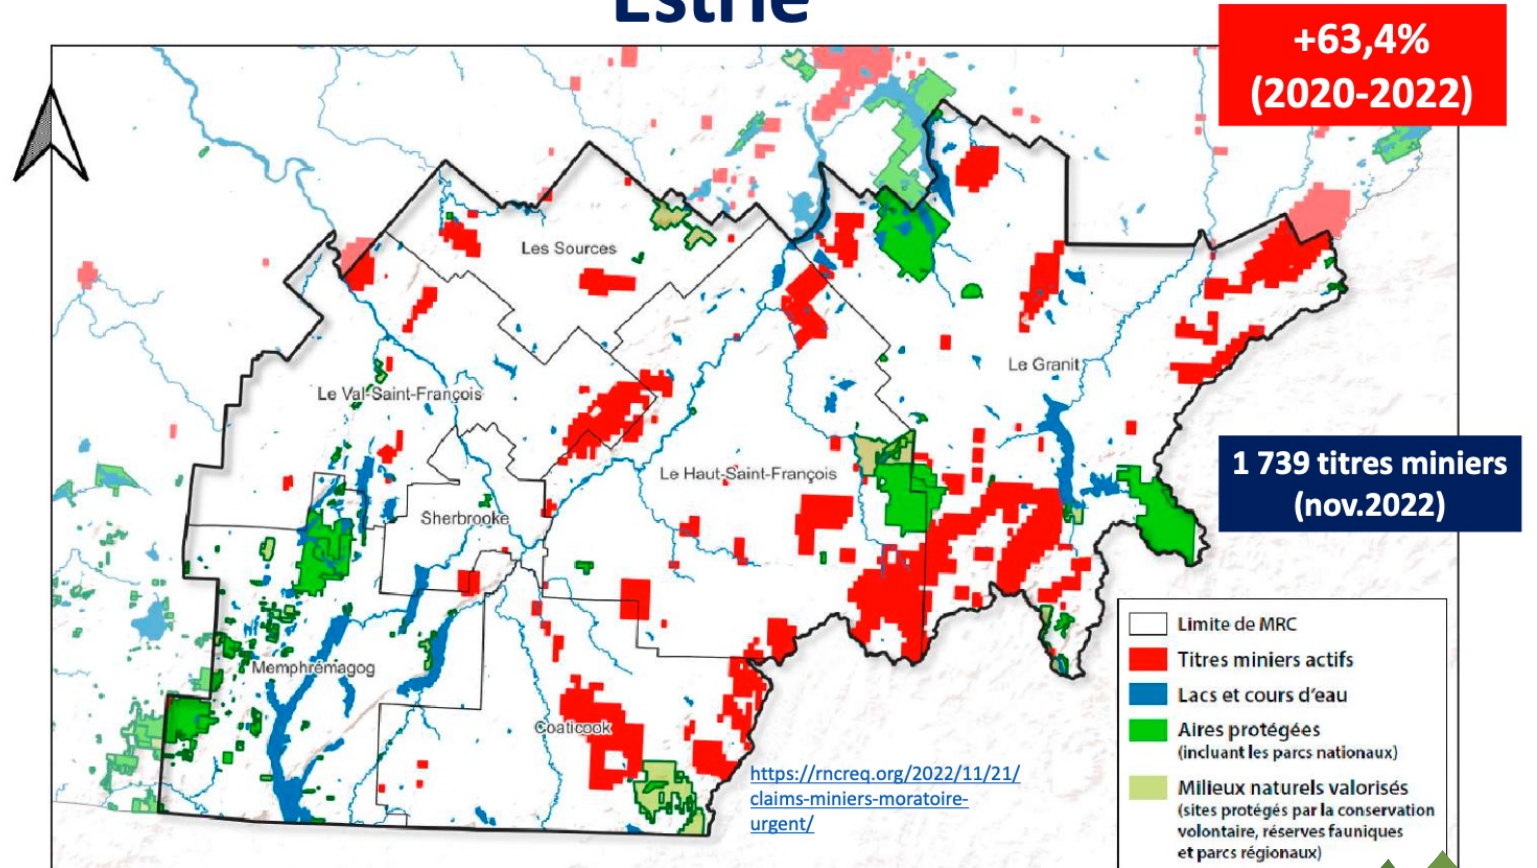 Estrie
+63,4%
(2020-2022)
Les Sources
Le Granit
Le Val-Saint-François
Le Haut-Saint-François
Sherbrooke
1 739 titres miniers
(nov.2022)
Memphrémagog
Coaticook
https://rncreq.org/2022/11/21/
claims-miniers-moratoire-
urgent/
Limite de MRC
Titres miniers actifs
Lacs et cours d'eau
Aires protégées
(incluant les parcs nationaux)
Milieux naturels valorisés
(sites protégés par la conservation
volontaire, réserves fauniques
et parcs régionaux)